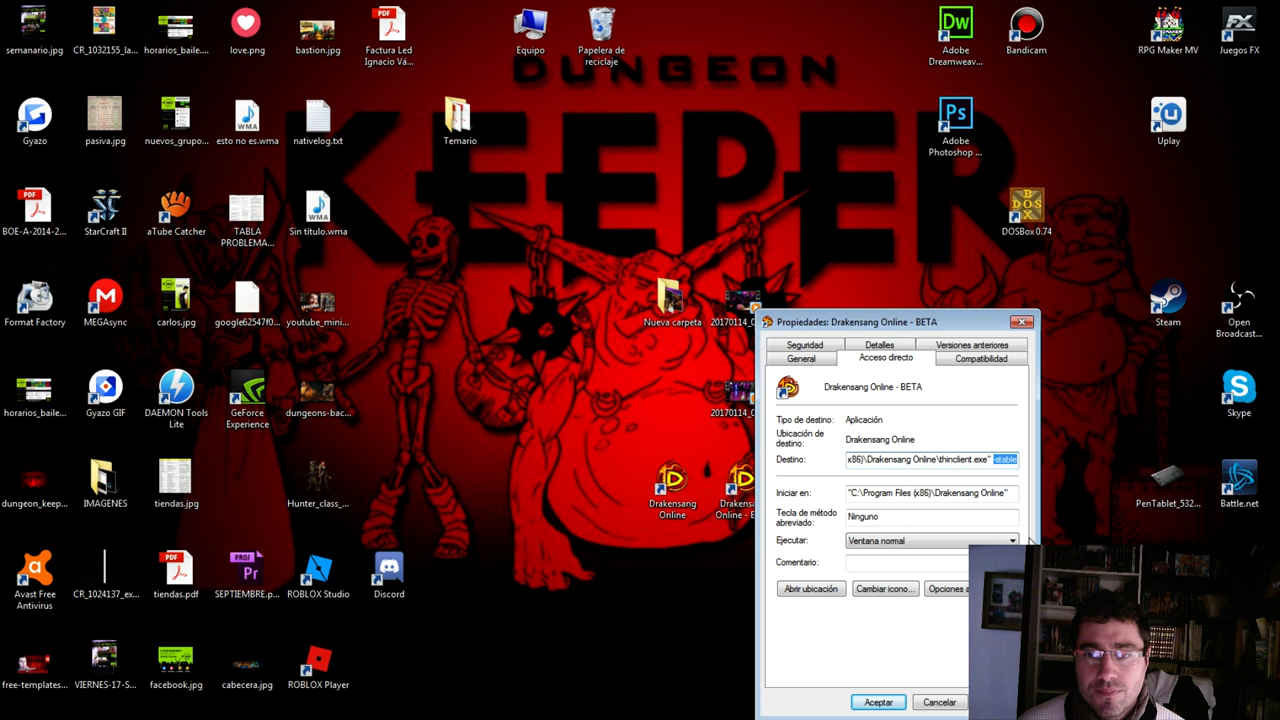 semanario.jpg
CR_1032155_la...
horarios_baile....
love.png
bastion.jpg
Factura Led
Ignacio Vá...
Equipo
Papelera de
reciclaje
Adobe
Dreamweav...
Bandicam
RPG Maker MV
Juegos FX
DUNGEON
KEEPER
Gyazo
pasiva.jpg
nuevos_grupo...
esto no es.wma
nativelog.txt
Temario
Adobe
Photoshop ...
Uplay
BOE-A-2014-2...
StarCraft II
aTube Catcher
TABLA
PROBLEMA...
Sin título.wma
DOSBox 0.74
Format Factory
MEGAsync
carlos.jpg
google62547f0...
youtube_mini...
Nueva carpeta
20170114_0
Steam
Open
Broadcast...
horarios_baile...
Gyazo GIF
DAEMON Tools
Lite
GeForce
Experience
dungeons-bac...
20170114_0
Skype
dungeon_keep...
IMAGENES
tiendas.jpg
Hunter_class_...
Drakensang
Online
Drakensa
Online - B
PenTablet_532...
Battle.net
Avast Free
Antivirus
CR_1024137_ex...
tiendas.pdf
SEPTIEMBRE.p...
ROBLOX Studio
Discord
free-templates...
VIERNES-17-S...
facebook.jpg
cabecera.jpg
ROBLOX Player
Propiedades: Drakensang Online - BETA
Seguridad
Detalles
Versiones anteriores
General
Acceso directo
Compatibilidad
Drakensang Online - BETA
Tipo de destino: Aplicación
Ubicación de
destino: Drakensang Online
Destino: x86)\Drakensang Online\thinclient.exe" -stable
Iniciar en: "C:\Program Files (x86)\Drakensang Online"
Tecla de método
abreviado: Ninguno
Ejecutar: Ventana normal
Comentario:
Abrir ubicación
Cambiar icono...
Opciones a
Aceptar
Cancelar